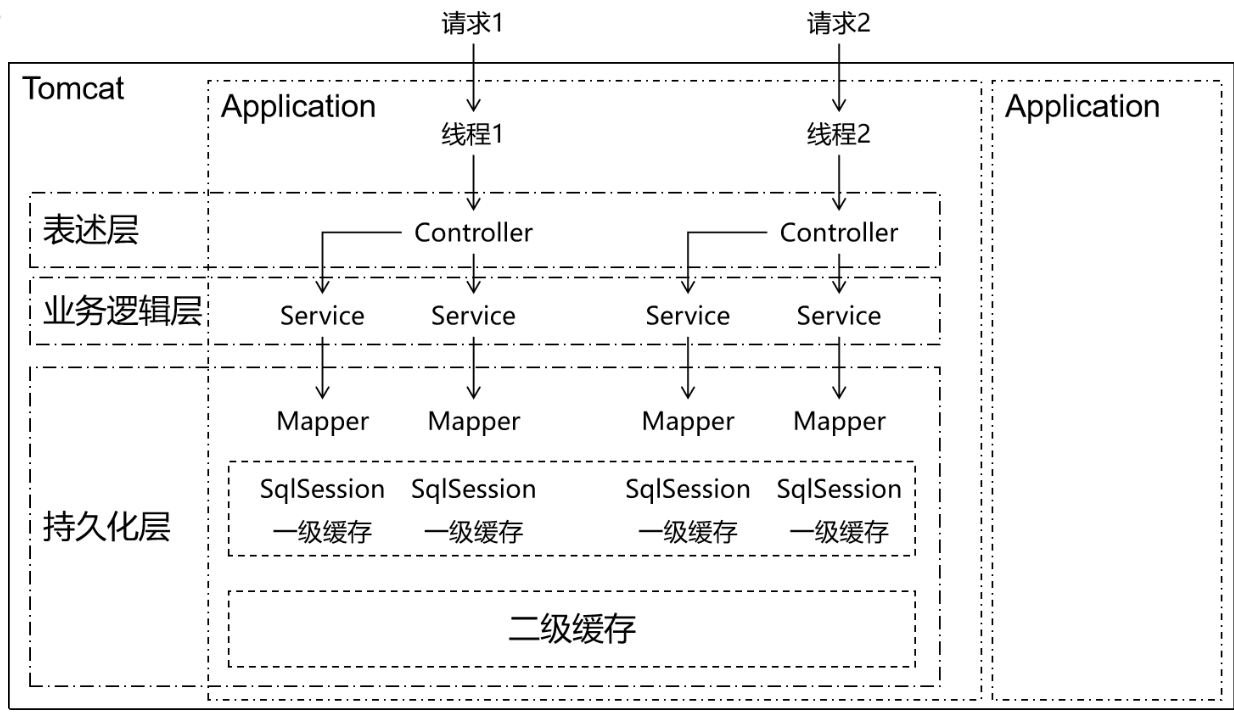 请求1 请求2
Tomcat
Application Application
线程1 线程2
表述层 Controller Controller
业务逻辑层 Service Service Service Service
Mapper Mapper Mapper Mapper
持久化层
SqlSession SqlSession SqlSession SqlSession
一级缓存 一级缓存 一级缓存 一级缓存
二级缓存